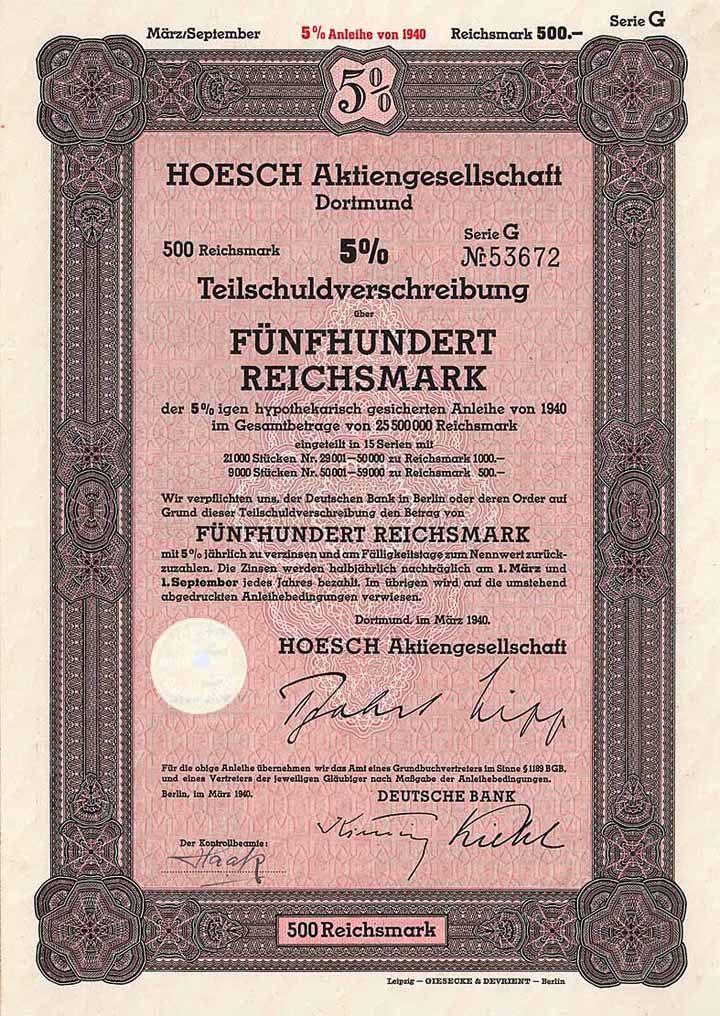 Serie G
März/September 5% Anleihe von 1940 Reichsmark 500.–
5%
HOESCH Aktiengesellschaft
Dortmund
500 Reichsmark 5% Serie G
№ 53672
Teilschuldverschreibung
über
FÜNFHUNDERT
REICHSMARK
der 5%igen hypothekarisch gesicherten Anleihe von 1940
im Gesamtbetrage von 25 500 000 Reichsmark
eingeteilt in 15 Serien mit
21 000 Stücken Nr. 29 001–50 000 zu Reichsmark 1000.–
9 000 Stücken Nr. 50 001–59 000 zu Reichsmark 500.–
Wir verpflichten uns, der Deutschen Bank in Berlin oder deren Order auf
Grund dieser Teilschuldverschreibung den Betrag von
FÜNFHUNDERT REICHSMARK
mit 5% jährlich zu verzinsen und am Fälligkeitstage zum Nennwert zurück-
zuzahlen. Die Zinsen werden halbjährlich nachträglich am 1. März und
1. September jedes Jahres bezahlt. Im übrigen wird auf die umstehend
abgedruckten Anleihebedingungen verwiesen.
Dortmund, im März 1940.
HOESCH Aktiengesellschaft
Lipp
Für die obige Anleihe übernehmen wir das Amt eines Grundbuchvertreters im Sinne § 1189 BGB.
und eines Vertreters der jeweiligen Gläubiger nach Maßgabe der Anleihebedingungen.
Berlin, im März 1940. DEUTSCHE BANK
Kiehl
Der Kontrollbeamte:
Haack
500 Reichsmark
Leipzig — GIESECKE & DEVRIENT — Berlin